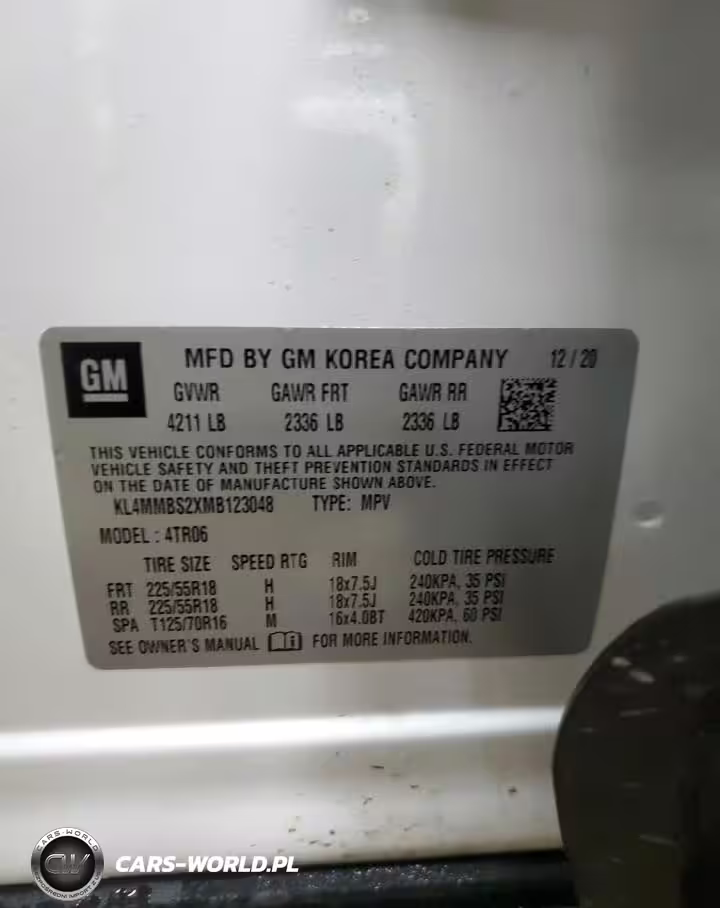 GM
MFD BY GM KOREA COMPANY 12/20
GVWR GAWR FRT GAWR RR
4211 LB 2336 LB 2336 LB
THIS VEHICLE CONFORMS TO ALL APPLICABLE U.S. FEDERAL MOTOR
VEHICLE SAFETY AND THEFT PREVENTION STANDARDS IN EFFECT
ON THE DATE OF MANUFACTURE SHOWN ABOVE.
KL4MMBS2XMB123048 TYPE: MPV
MODEL : 4TR06
TIRE SIZE SPEED RTG RIM COLD TIRE PRESSURE
FRT 225/55R18 H 18x7.5J 240KPA, 35 PSI
RR 225/55R18 H 18x7.5J 240KPA, 35 PSI
SPA T125/70R16 M 16x4.0BT 420KPA, 60 PSI
SEE OWNER'S MANUAL FOR MORE INFORMATION.
CARS-WORLD
CW
CARS-WORLD.PL